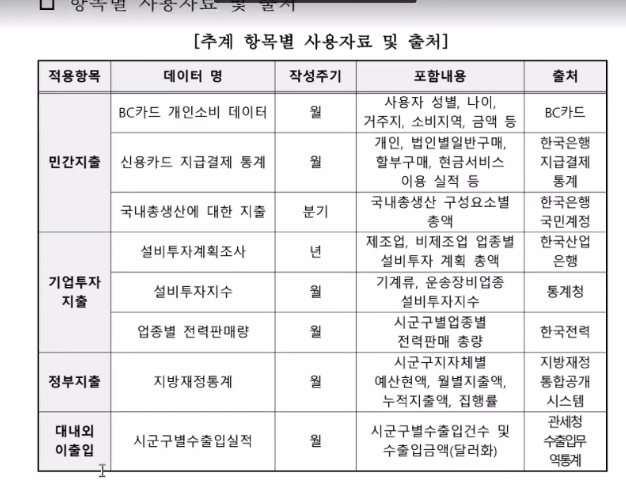 □ 항목별 사용자료 및 출처
[추계 항목별 사용자료 및 출처]
적용항목 데이터 명 작성주기 포함내용 출처
민간지출
BC카드 개인소비 데이터 월 사용자 성별, 나이,
거주지, 소비지역, 금액 등
BC카드
신용카드 지급결제 통계 월 개인, 법인별일반구매,
할부구매, 현금서비스
이용 실적 등
한국은행
지급결제
통계
국내총생산에 대한 지출 분기 국내총생산 구성요소별
총액
한국은행
국민계정
기업투자
지출
설비투자계획조사 년 제조업, 비제조업 업종별
설비투자 계획 총액
한국산업
은행
설비투자지수 월 기계류, 운송장비업종
설비투자지수
통계청
업종별 전력판매량 월 시군구별업종별
전력판매 총량
한국전력
정부지출
지방재정통계 월 시군구지자체별
예산현액, 월별지출액,
누적지출액, 집행률
지방재정
통합공개
시스템
대내외
이출입
시군구별수출입실적 월 시군구별수출입건수 및
수출입금액(달러화)
관세청
수출입무
역통계